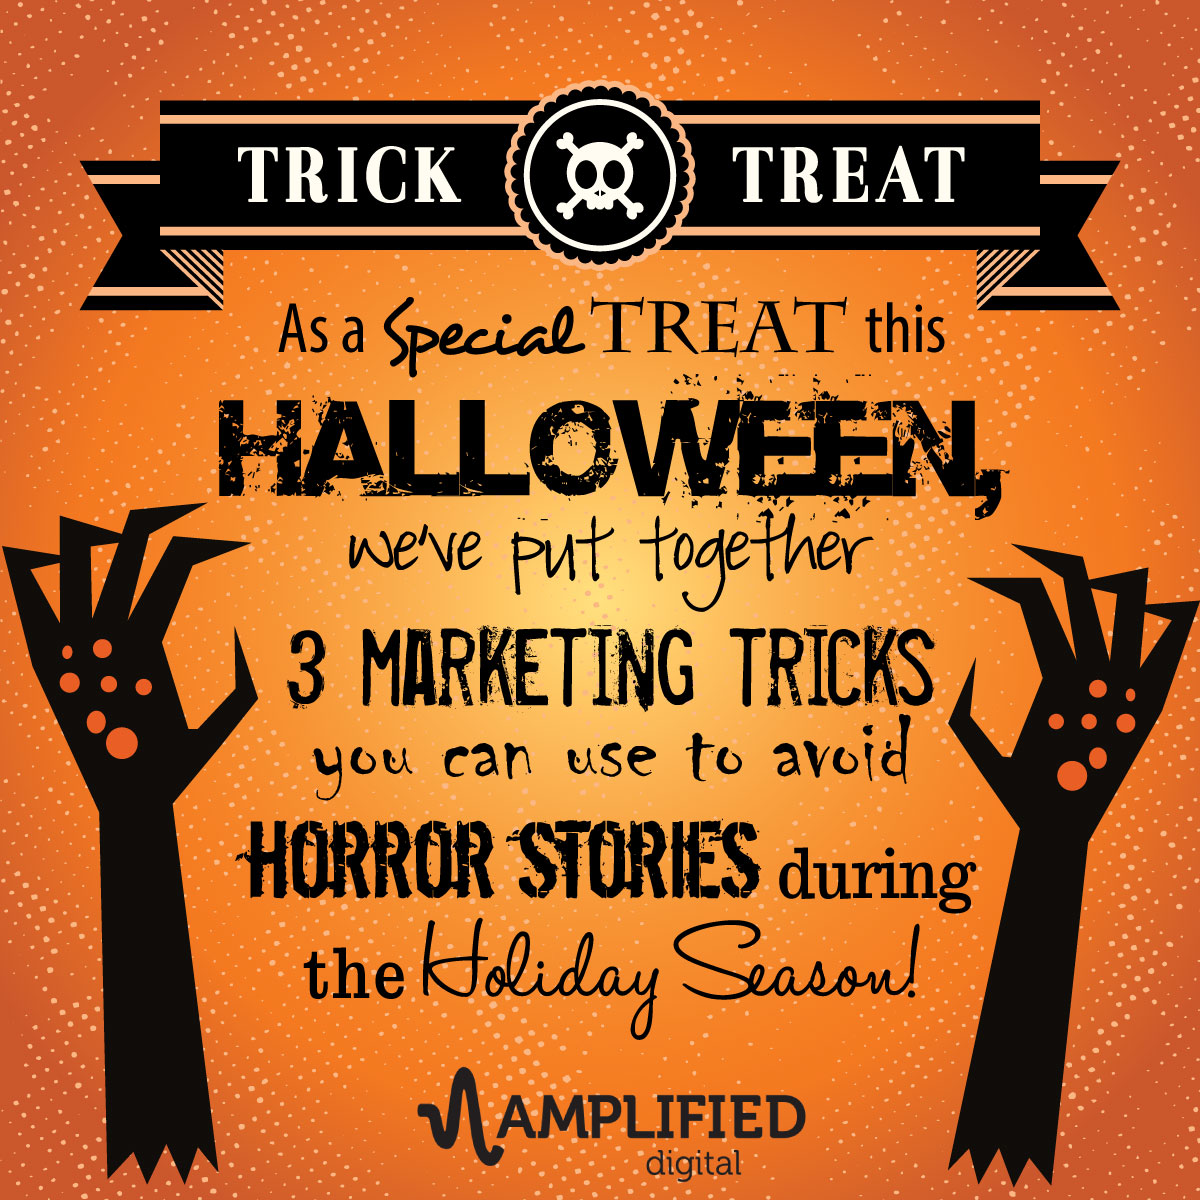 TRICK TREAT
As a Special TREAT this
HALLOWEEN,
we've put together
3 MARKETING TRICKS
you can use to avoid
HORROR STORIES during
the Holiday Season!
AMPLIFIED
digital